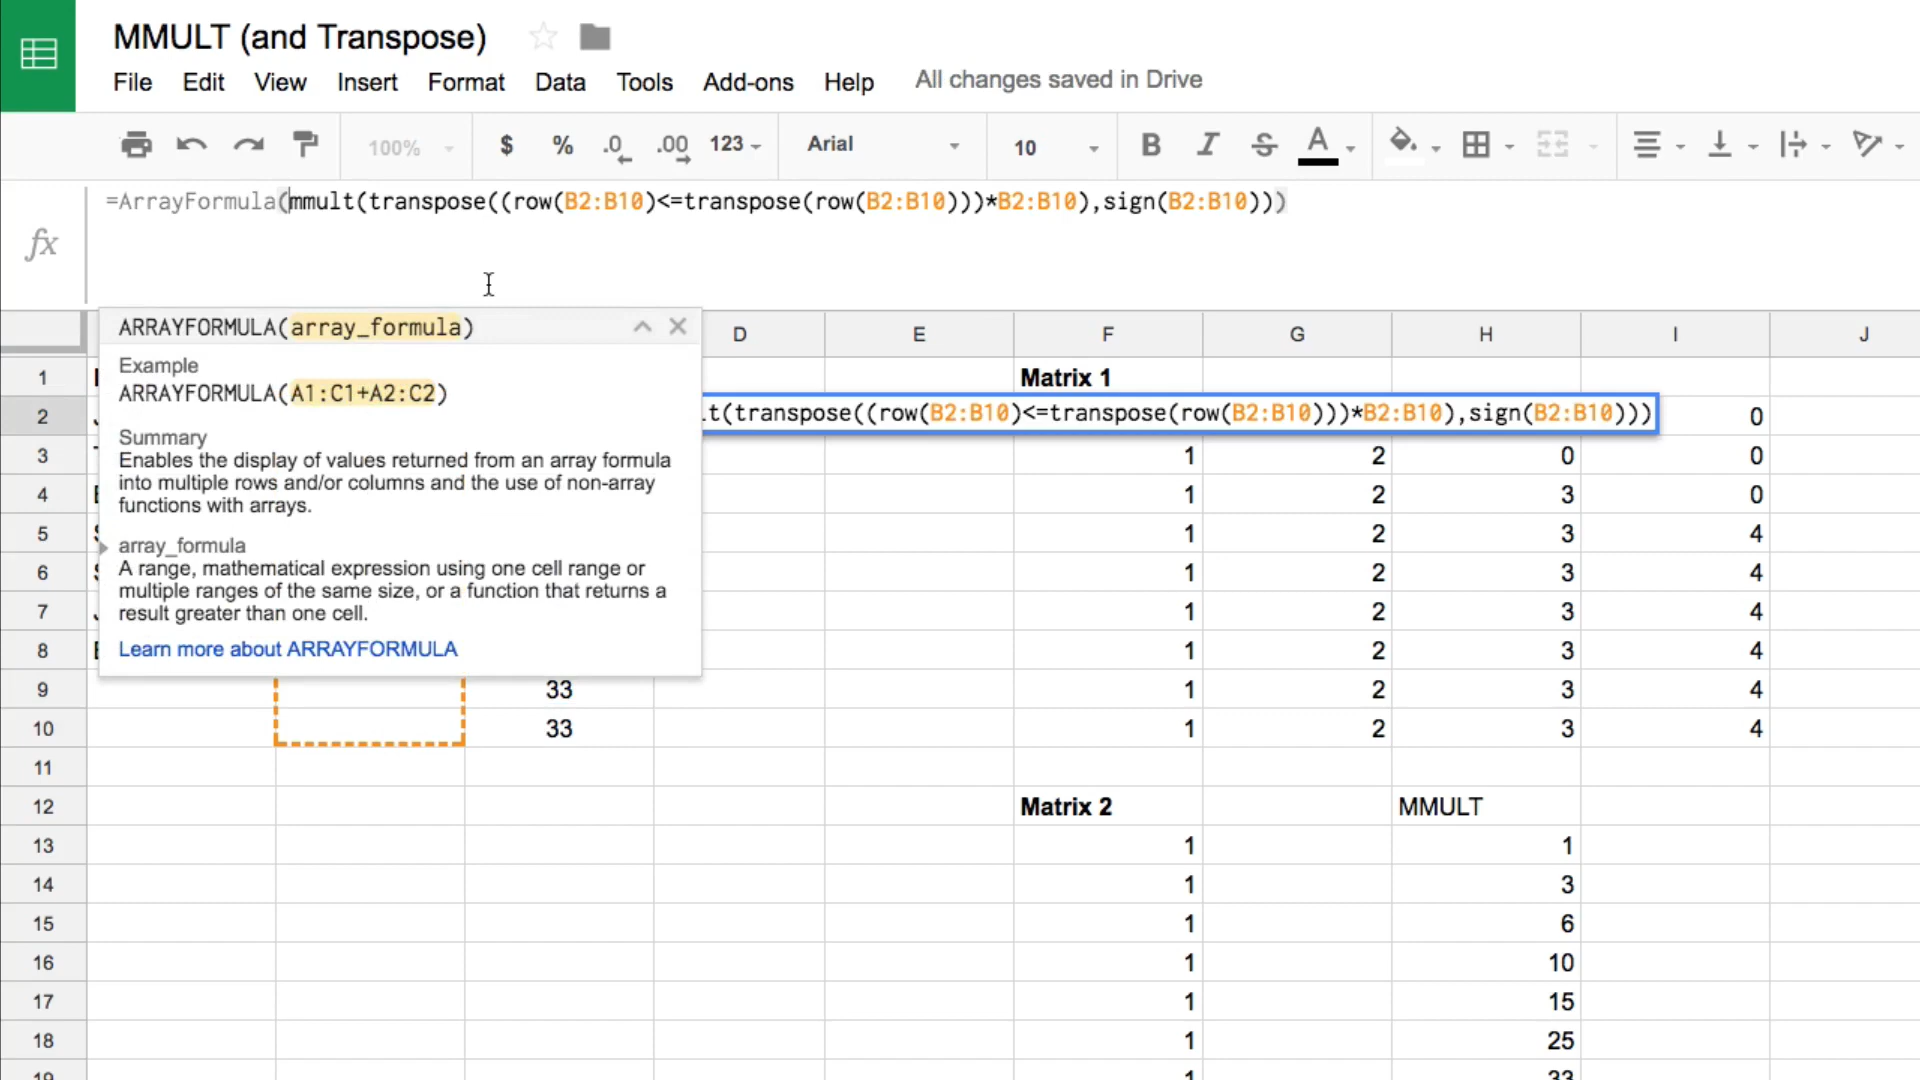 MMULT (and Transpose)
File Edit View Insert Format Data Tools Add-ons Help All changes saved in Drive
100% $ % .0 .00 123 Arial 10 B I S A
=ArrayFormula(mmult(transpose((row(B2:B10)<=transpose(row(B2:B10)))*B2:B10),sign(B2:B10)))
fx
ARRAYFORMULA(array_formula)
Example
ARRAYFORMULA(A1:C1+A2:C2)
Summary
Enables the display of values returned from an array formula
into multiple rows and/or columns and the use of non-array
functions with arrays.
array_formula
A range, mathematical expression using one cell range or
multiple ranges of the same size, or a function that returns a
result greater than one cell.
Learn more about ARRAYFORMULA
D E F G H I J
1 Matrix 1
2 t(transpose((row(B2:B10)<=transpose(row(B2:B10)))*B2:B10),sign(B2:B10))) 0
3 1 2 0 0
4 1 2 3 0
5 1 2 3 4
6 1 2 3 4
7 1 2 3 4
8 1 2 3 4
9 33 1 2 3 4
10 33 1 2 3 4
11
12 Matrix 2 MMULT
13 1 1
14 1 3
15 1 6
16 1 10
17 1 15
18 1 25
19 1 33